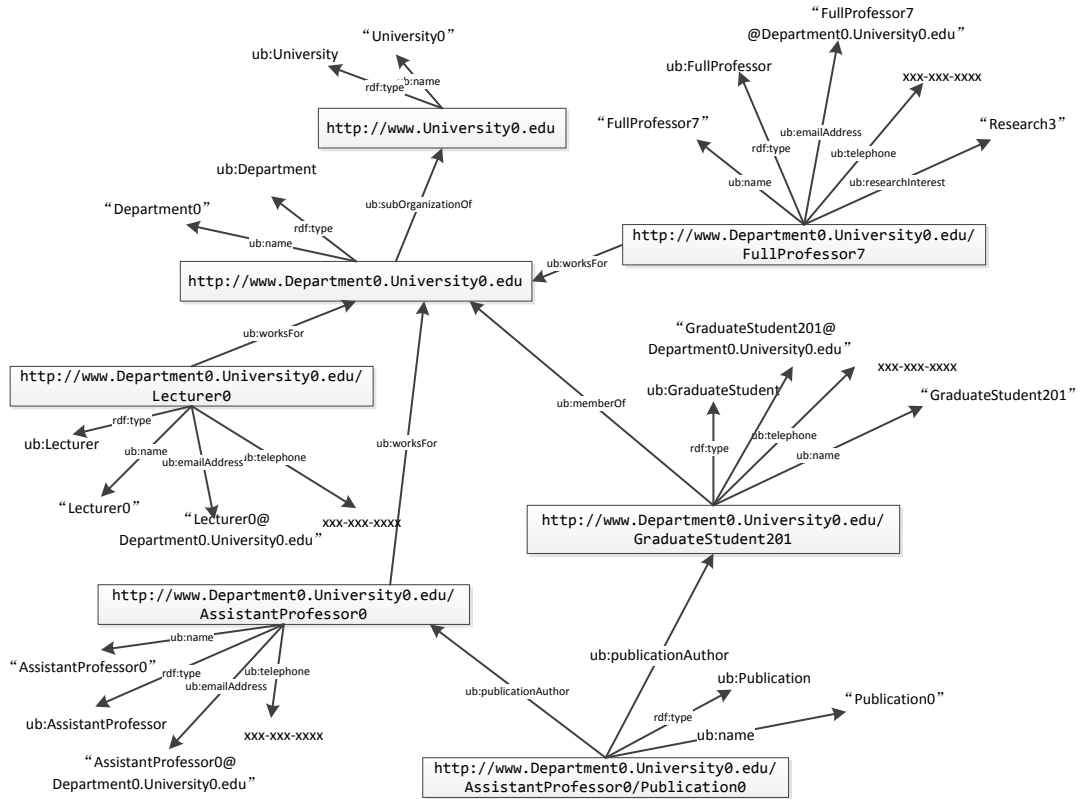 “FullProfessor7
@Department0.University0.edu”
“University0”
ub:University
ub:FullProfessor
xxx-xxx-xxxx
rdf:type
ub:name
http://www.University0.edu
“FullProfessor7”
“Research3”
ub:emailAddress
rdf:type
ub:telephone
ub:name
ub:researchInterest
ub:Department
ub:subOrganizationOf
“Department0”
rdf:type
ub:name
http://www.Department0.University0.edu/
FullProfessor7
ub:worksFor
http://www.Department0.University0.edu
ub:worksFor
“GraduateStudent201@
Department0.University0.edu”
xxx-xxx-xxxx
http://www.Department0.University0.edu/
Lecturer0
ub:GraduateStudent
“GraduateStudent201”
ub:memberOf
rdf:type
ub:Lecturer
ub:name
ub:emailAddress
ub:telephone
ub:worksFor
ub:telephone
rdf:type
ub:name
“Lecturer0”
“Lecturer0@
Department0.University0.edu”
xxx-xxx-xxxx
http://www.Department0.University0.edu/
GraduateStudent201
http://www.Department0.University0.edu/
AssistantProfessor0
ub:name
“AssistantProfessor0”
rdf:type
ub:telephone
ub:emailAddress
ub:publicationAuthor
ub:publicationAuthor
ub:Publication
“Publication0”
ub:AssistantProfessor
xxx-xxx-xxxx
rdf:type
ub:name
“AssistantProfessor0@
Department0.University0.edu”
http://www.Department0.University0.edu/
AssistantProfessor0/Publication0